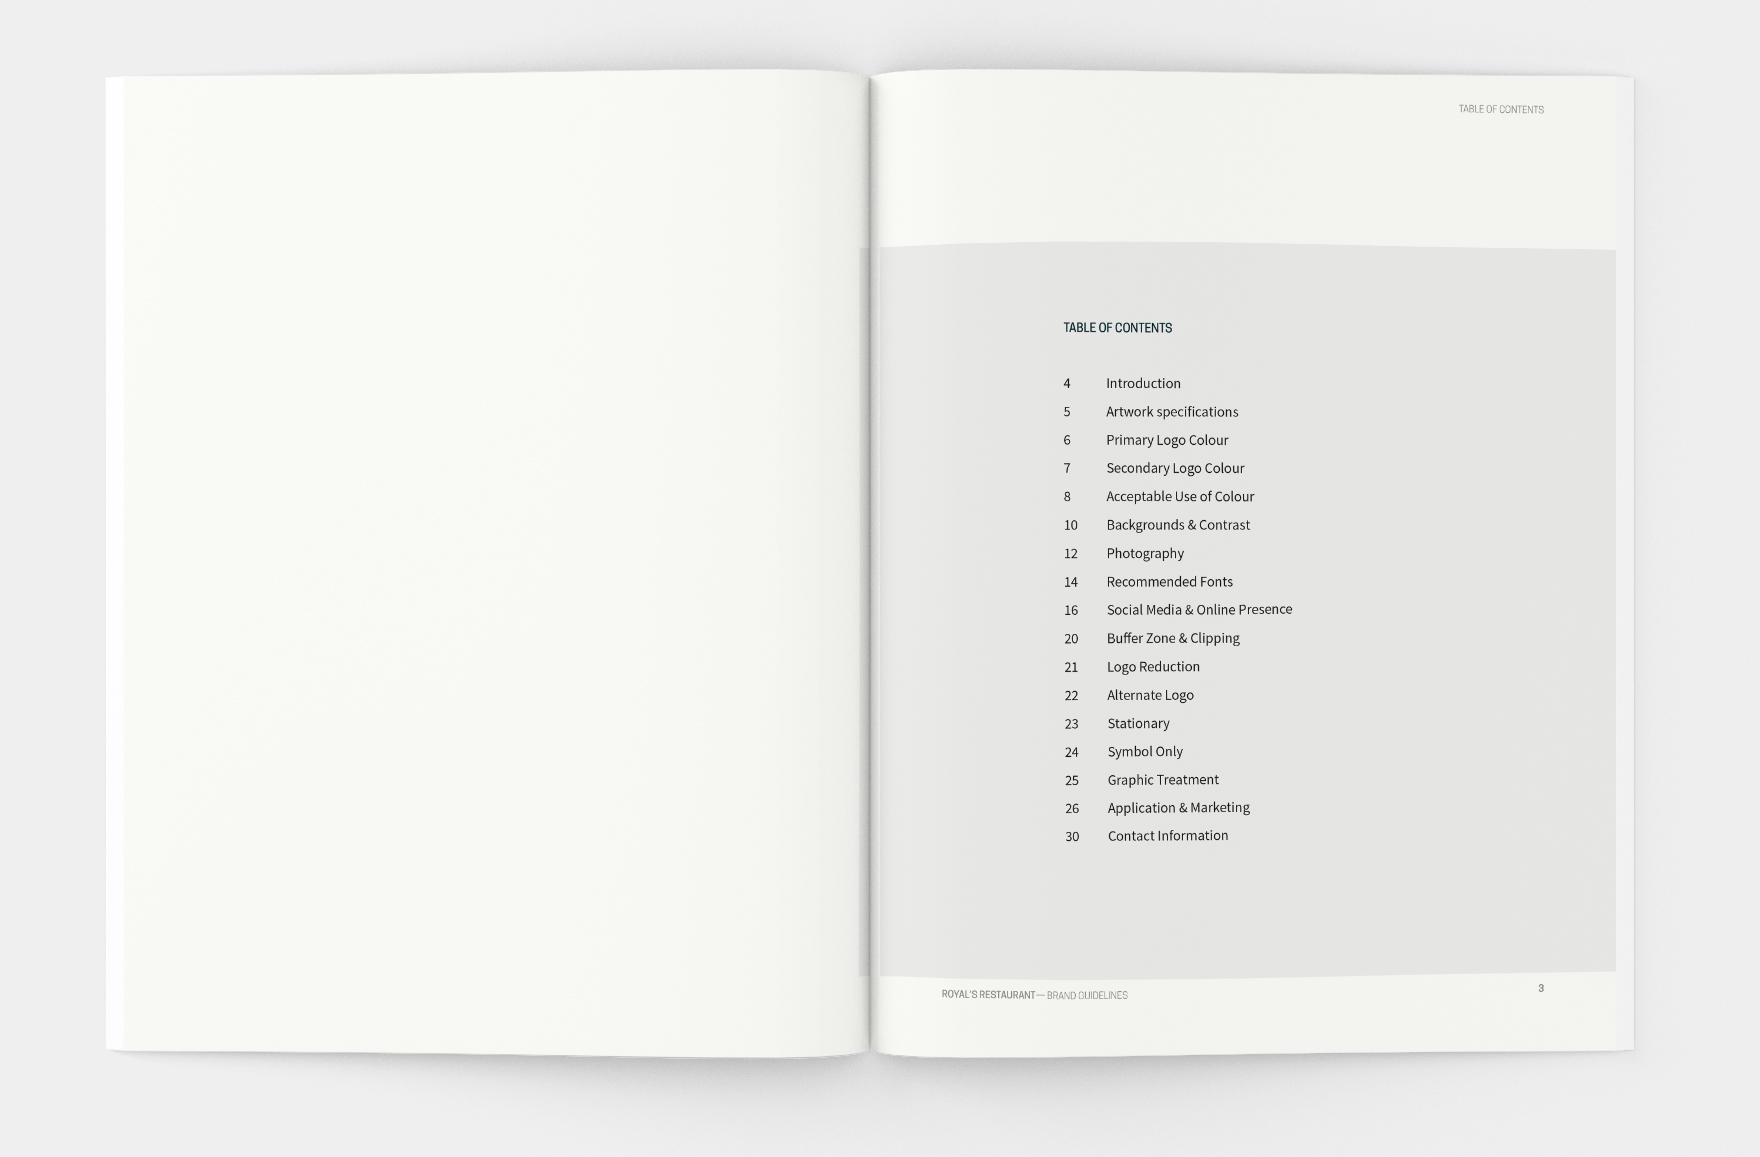 TABLE OF CONTENTS
TABLE OF CONTENTS
4 Introduction
5 Artwork specifications
6 Primary Logo Colour
7 Secondary Logo Colour
8 Acceptable Use of Colour
10 Backgrounds & Contrast
12 Photography
14 Recommended Fonts
16 Social Media & Online Presence
20 Buffer Zone & Clipping
21 Logo Reduction
22 Alternate Logo
23 Stationary
24 Symbol Only
25 Graphic Treatment
26 Application & Marketing
30 Contact Information
ROYAL'S RESTAURANT— BRAND GUIDELINES
3